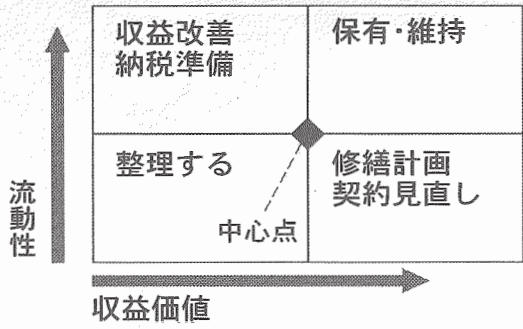 収益改善
納税準備
保有・維持
整理する
修繕計画
契約見直し
中心点
流動性
収益価値